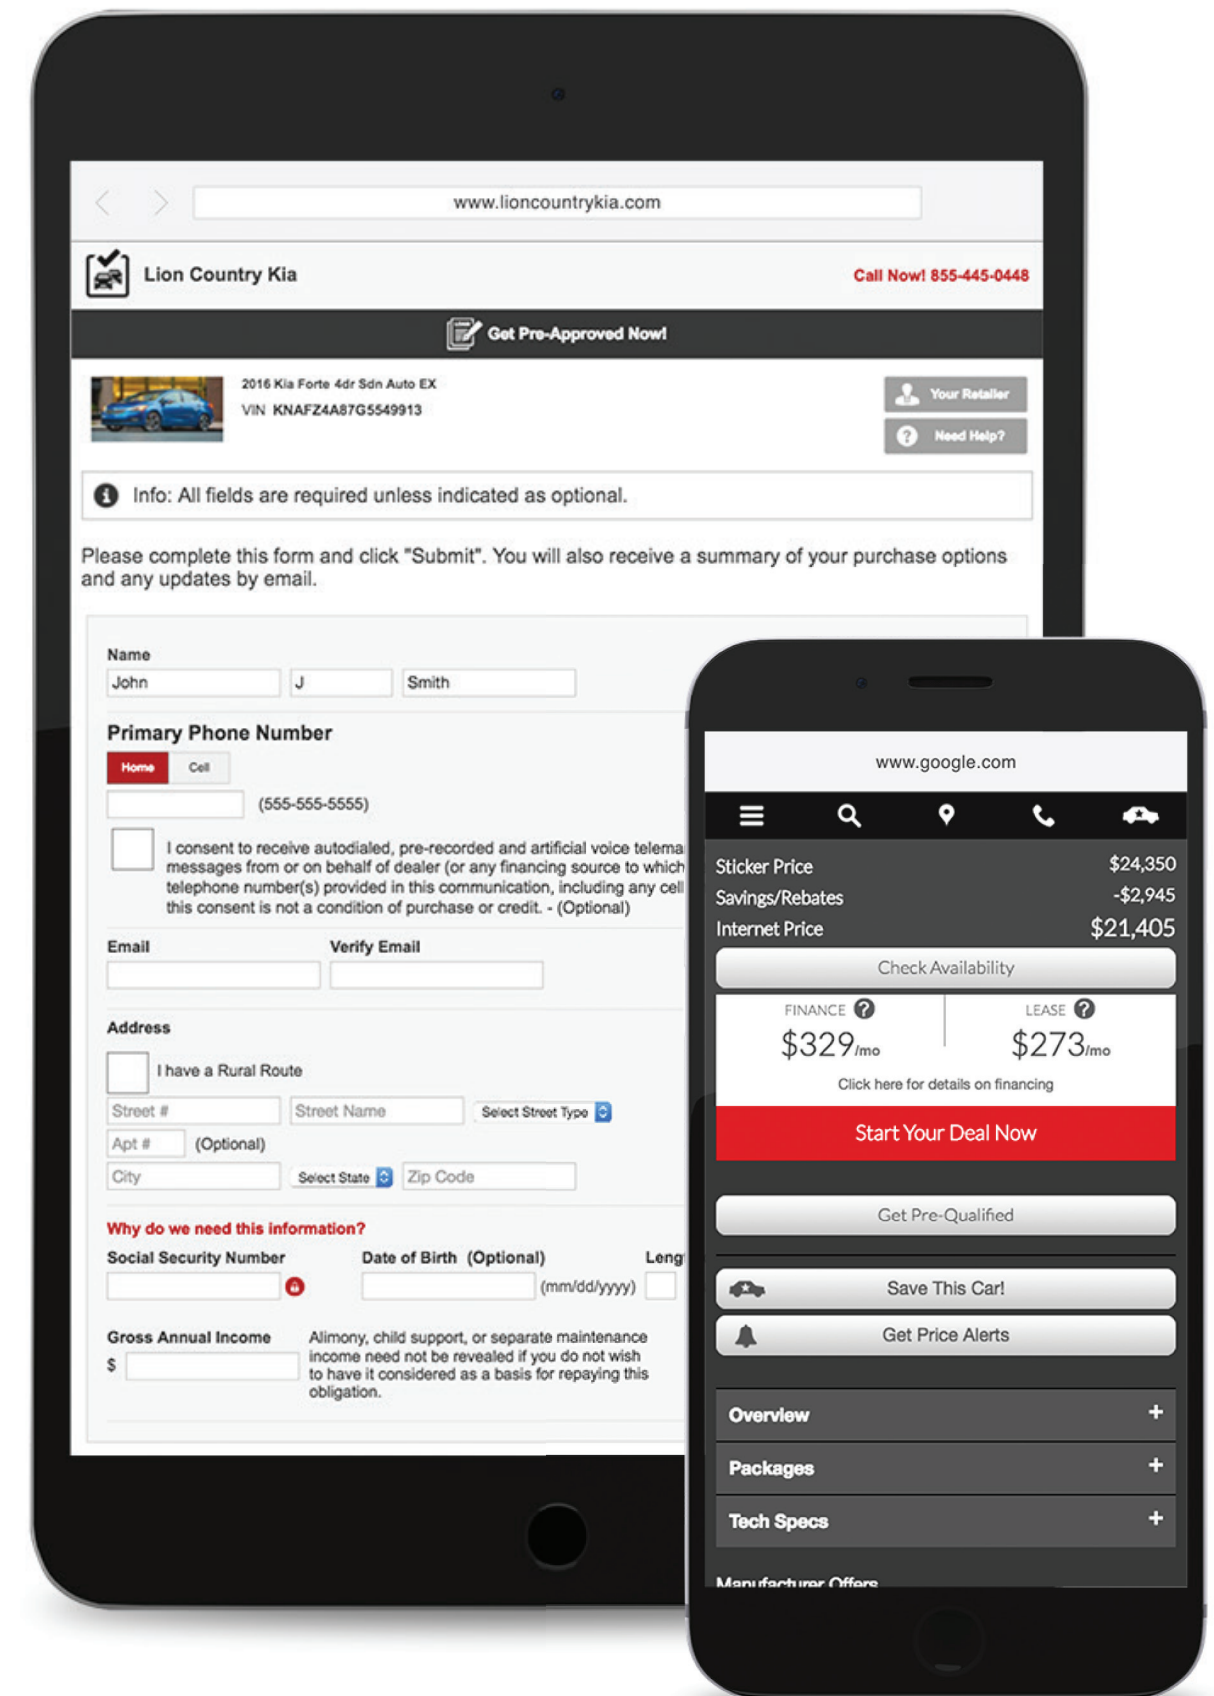 www.lioncountrykia.com
Lion Country Kia
Call Now! 855-445-0448
Get Pre-Approved Now!
2016 Kia Forte 4dr Sdn Auto EX
VIN KNAFZ4A87G5549913
Your Retailer
? Need Help?
Info: All fields are required unless indicated as optional.
Please complete this form and click "Submit". You will also receive a summary of your purchase options
and any updates by email.
Name
John J Smith
Primary Phone Number
Home Cell
(555-555-5555)
I consent to receive autodialed, pre-recorded and artificial voice telema
messages from or on behalf of dealer (or any financing source to which
telephone number(s) provided in this communication, including any cell
this consent is not a condition of purchase or credit. - (Optional)
Email Verify Email
Address
I have a Rural Route
Street # Street Name Select Street Type
Apt # (Optional)
City Select State Zip Code
Why do we need this information?
Social Security Number Date of Birth (Optional) Leng
(mm/dd/yyyy)
Gross Annual Income
$
Alimony, child support, or separate maintenance
income need not be revealed if you do not wish
to have it considered as a basis for repaying this
obligation.
www.google.com
Sticker Price $24,350
Savings/Rebates -$2,945
Internet Price $21,405
Check Availability
FINANCE ? LEASE ?
$329/mo $273/mo
Click here for details on financing
Start Your Deal Now
Get Pre-Qualified
Save This Car!
Get Price Alerts
Overview +
Packages +
Tech Specs +
Manufacturer Offers